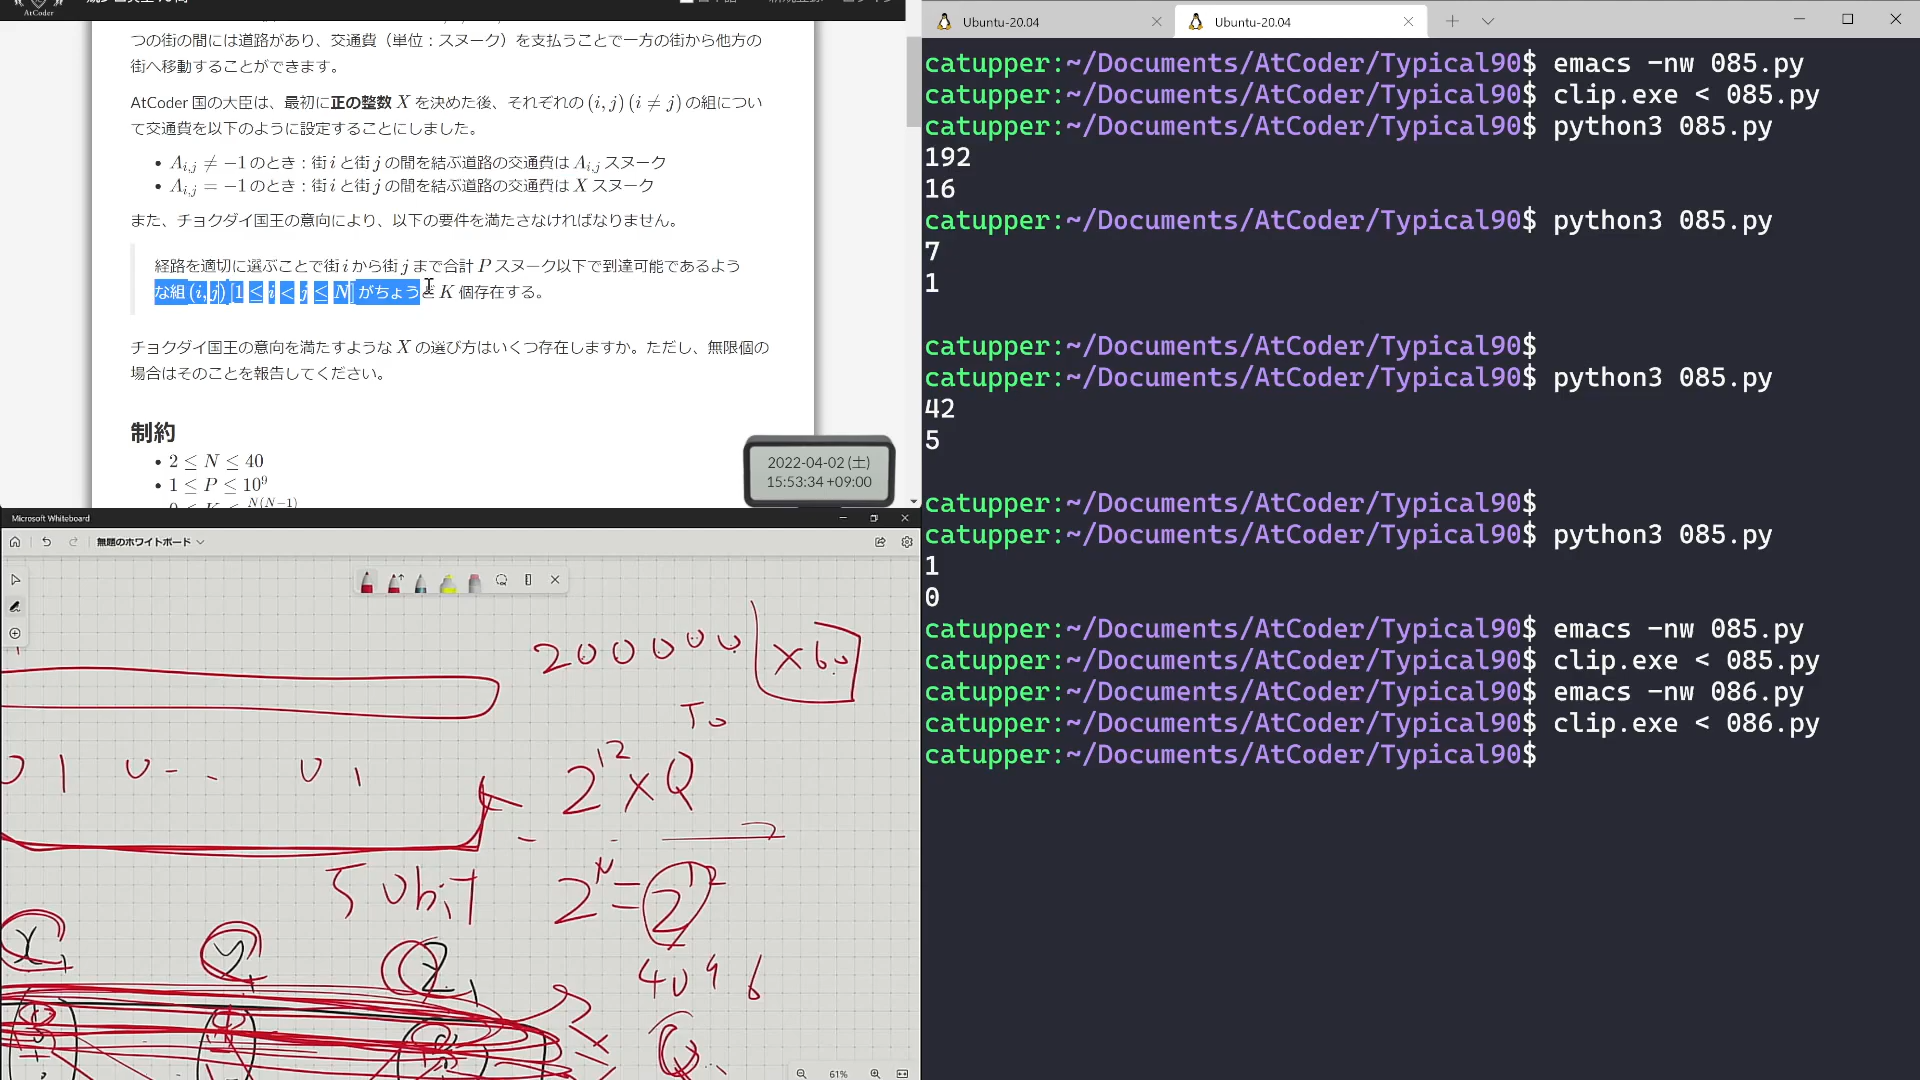 AtCoder
つの街の間には道路があり、交通費（単位：スヌーク）を支払うことで一方の街から他方の
街へ移動することができます。
AtCoder 国の大臣は、最初に正の整数 X を決めた後、それぞれの (i, j) (i ≠ j) の組につい
て交通費を以下のように設定することにしました。
• A_{i,j} ≠ −1 のとき：街 i と街 j の間を結ぶ道路の交通費は A_{i,j} スヌーク
• A_{i,j} = −1 のとき：街 i と街 j の間を結ぶ道路の交通費は X スヌーク
また、チョクダイ国王の意向により、以下の要件を満たさなければなりません。
経路を適切に選ぶことで街 i から街 j まで合計 P スヌーク以下で到達可能であるよう
な組 (i, j) [1 ≤ i < j ≤ N] がちょうど K 個存在する。
チョクダイ国王の意向を満たすような X の選び方はいくつ存在しますか。ただし、無限個の
場合はそのことを報告してください。
制約
• 2 ≤ N ≤ 40
• 1 ≤ P ≤ 10^9
2022-04-02 (土)
15:53:34 +09:00
Microsoft Whiteboard
無題のホワイトボード
200000
×60
To
2^12 × Q
01 0 - . . 0 1
50bit
2^N = 2^12
x y z
4096
Q
61%
Ubuntu-20.04
Ubuntu-20.04
catupper:~/Documents/AtCoder/Typical90$ emacs -nw 085.py
catupper:~/Documents/AtCoder/Typical90$ clip.exe < 085.py
catupper:~/Documents/AtCoder/Typical90$ python3 085.py
192
16
catupper:~/Documents/AtCoder/Typical90$ python3 085.py
7
1
catupper:~/Documents/AtCoder/Typical90$
catupper:~/Documents/AtCoder/Typical90$ python3 085.py
42
5
catupper:~/Documents/AtCoder/Typical90$
catupper:~/Documents/AtCoder/Typical90$ python3 085.py
1
0
catupper:~/Documents/AtCoder/Typical90$ emacs -nw 085.py
catupper:~/Documents/AtCoder/Typical90$ clip.exe < 085.py
catupper:~/Documents/AtCoder/Typical90$ emacs -nw 086.py
catupper:~/Documents/AtCoder/Typical90$ clip.exe < 086.py
catupper:~/Documents/AtCoder/Typical90$